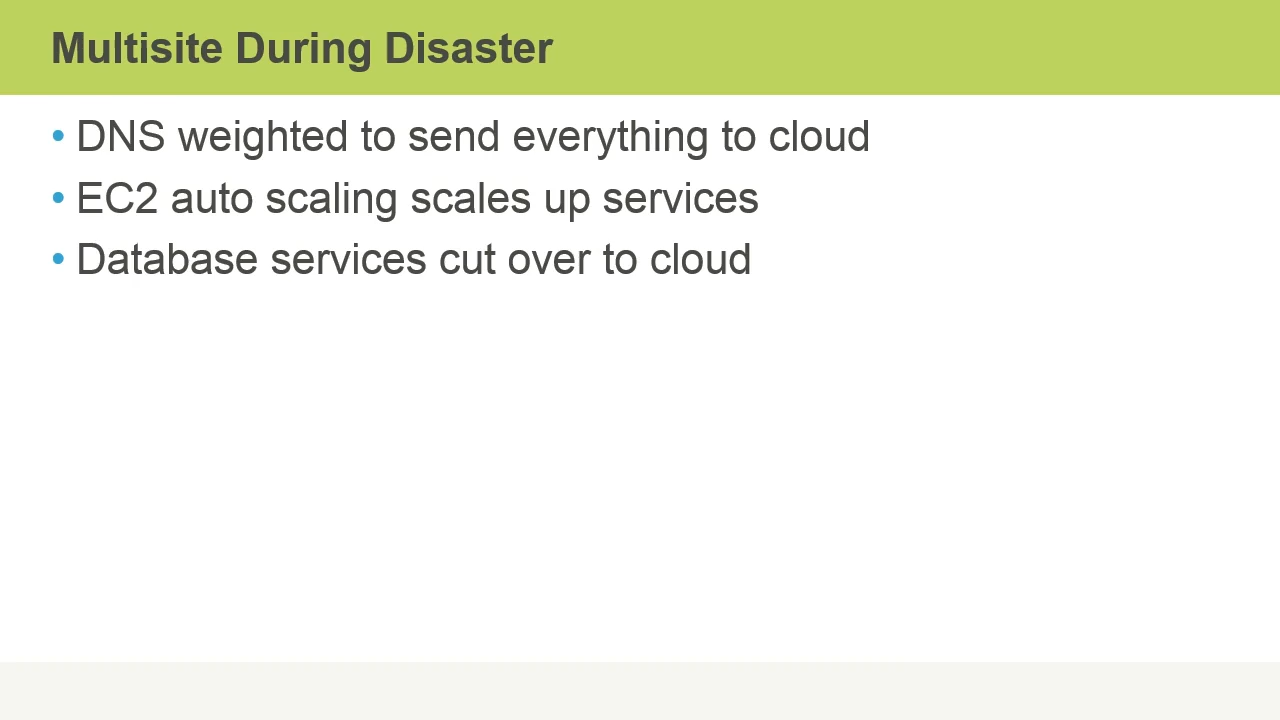 Multisite During Disaster
• DNS weighted to send everything to cloud
• EC2 auto scaling scales up services
• Database services cut over to cloud